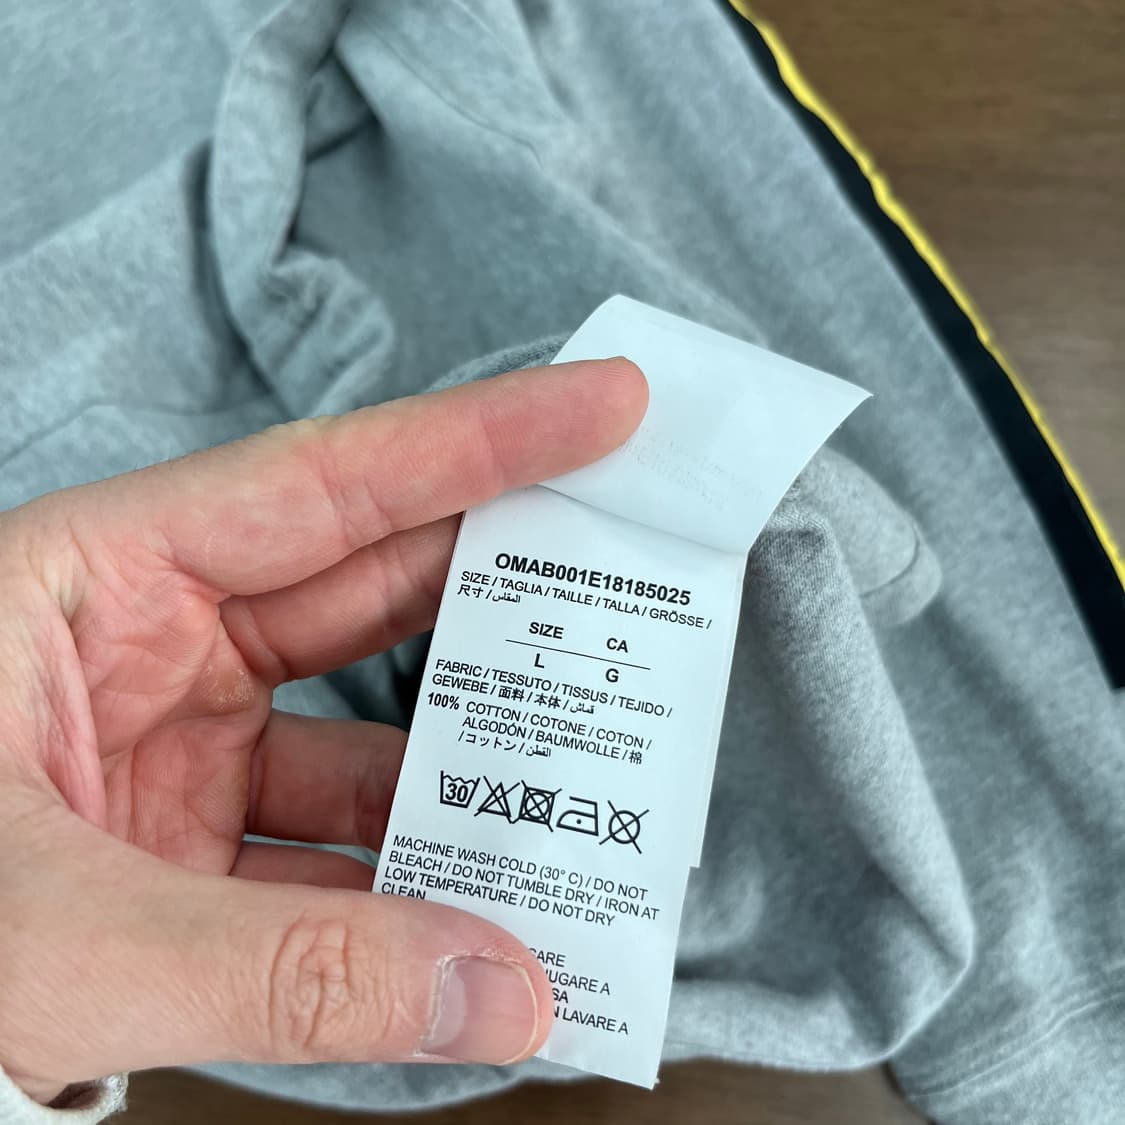 OMAB001E18185025
SIZE / TAGLIA / TAILLE / TALLA / GRÖSSE /
尺寸 / المقاس
SIZE CA
L G
FABRIC / TESSUTO / TISSUS / TEJIDO /
GEWEBE / 面料 / 本体 / قماش
100% COTTON / COTONE / COTON /
ALGODÓN / BAUMWOLLE / 棉
/ コットン / القطن
30
MACHINE WASH COLD (30° C) / DO NOT
BLEACH / DO NOT TUMBLE DRY / IRON AT
LOW TEMPERATURE / DO NOT DRY
CLEAN
LAVARE A